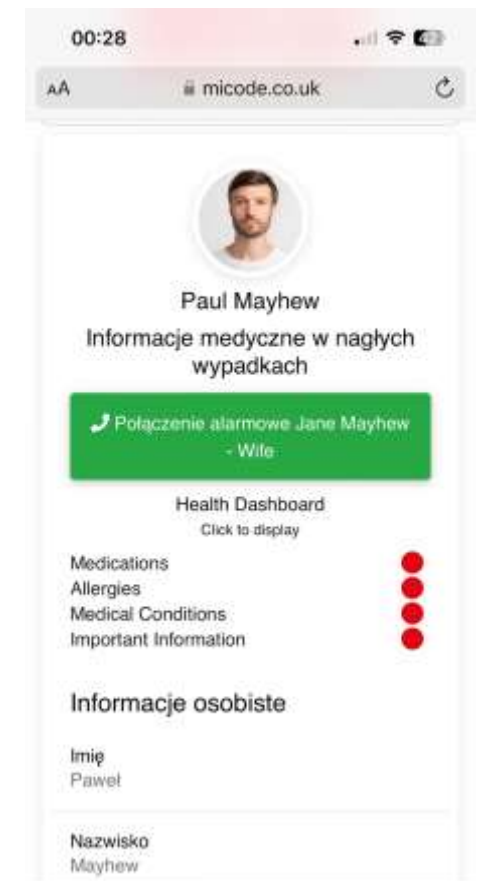 00:28
AA micode.co.uk
Paul Mayhew
Informacje medyczne w nagłych
wypadkach
Połączenie alarmowe Jane Mayhew
- Wife
Health Dashboard
Click to display
Medications
Allergies
Medical Conditions
Important Information
Informacje osobiste
Imię
Paweł
Nazwisko
Mayhew